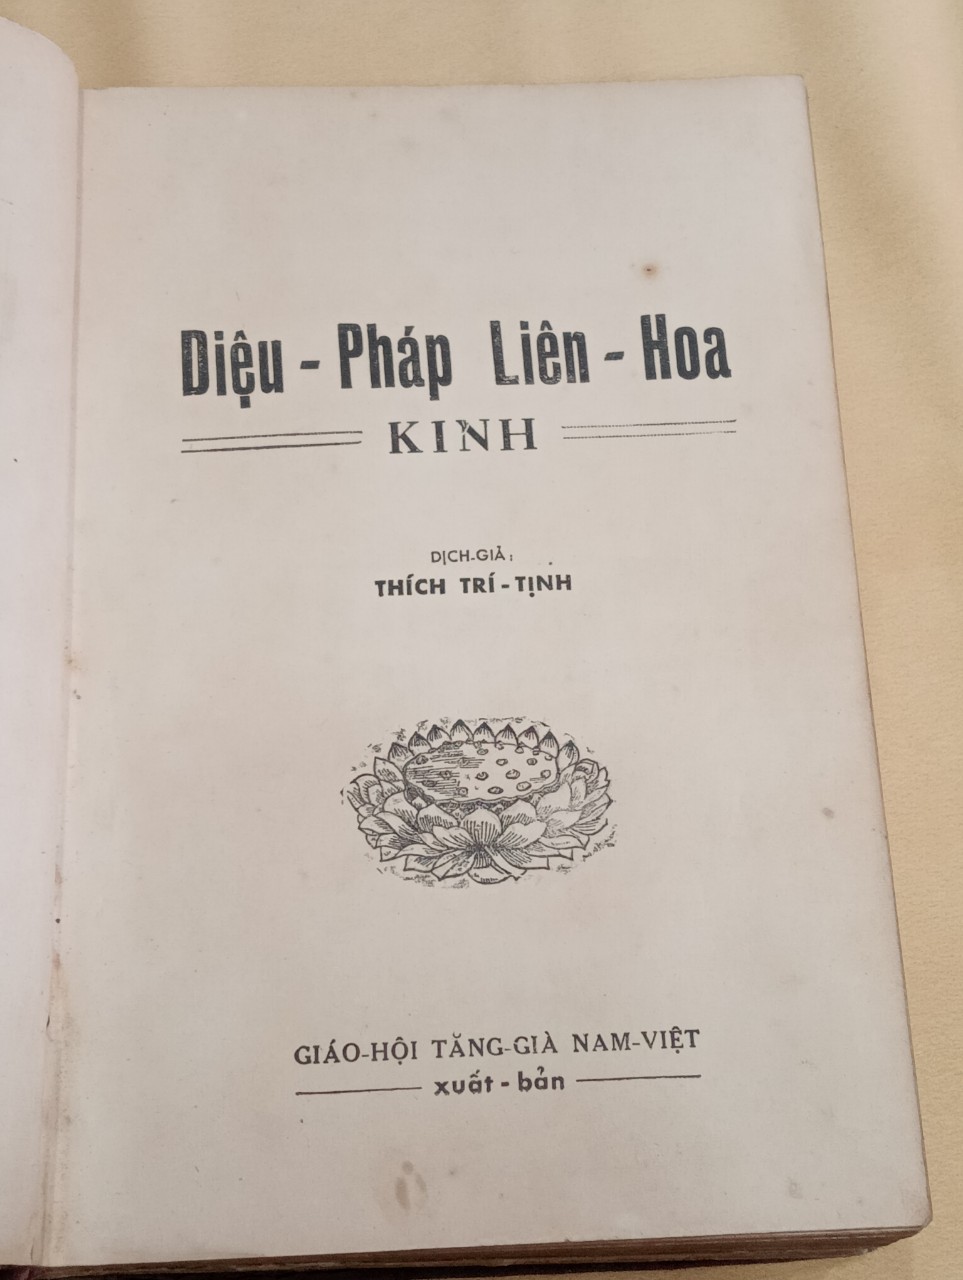 Diệu - Pháp Liên - Hoa
KINH
DỊCH-GIẢ :
THÍCH TRÍ - TỊNH
GIÁO-HỘI TĂNG-GIÀ NAM-VIỆT
xuất - bản